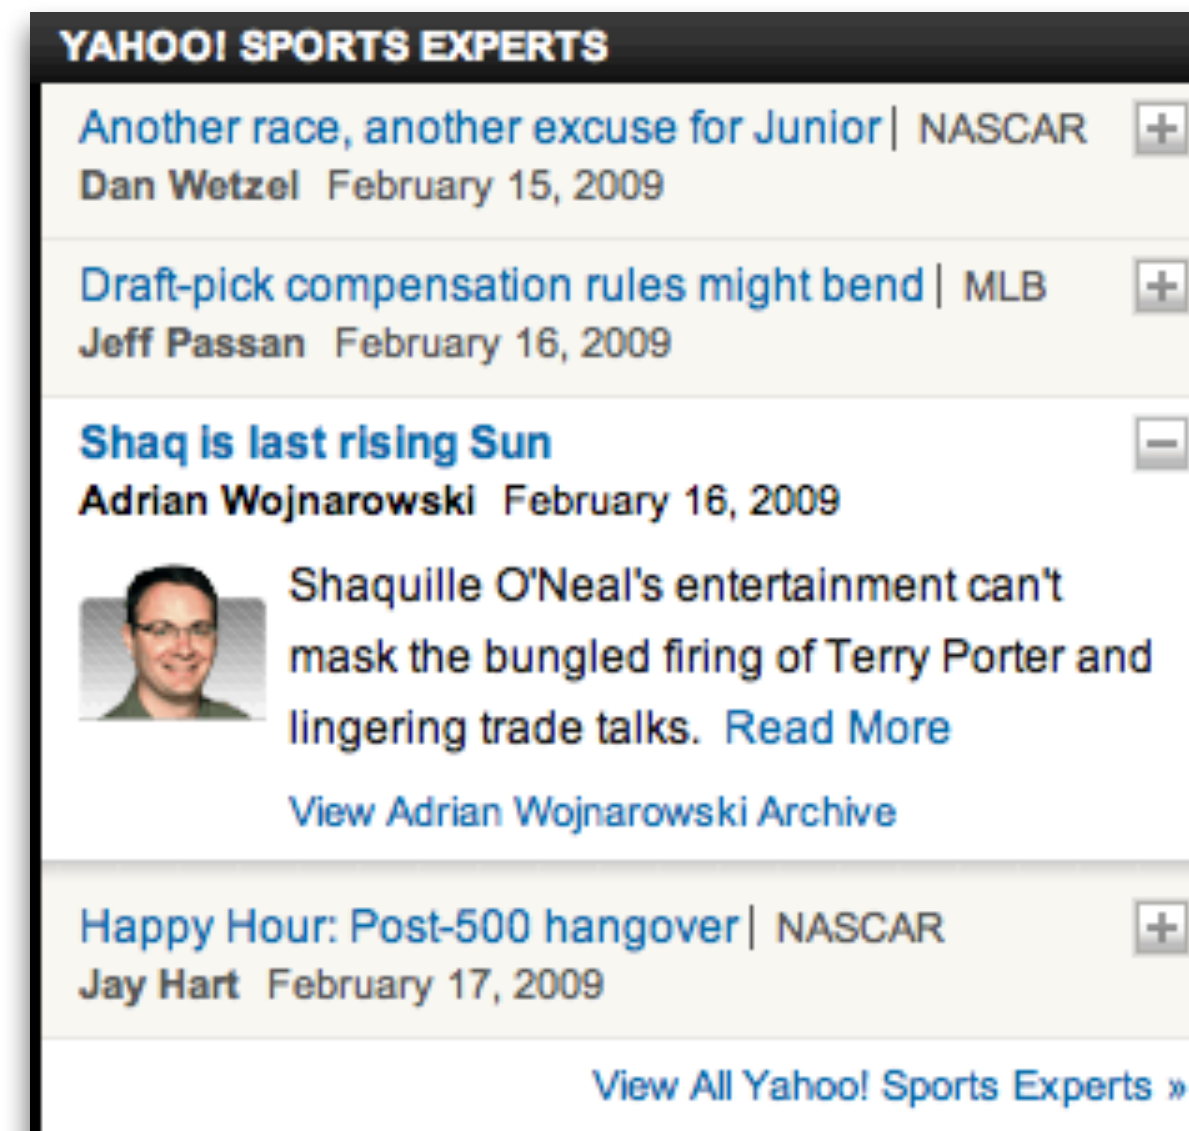 YAHOO! SPORTS EXPERTS
Another race, another excuse for Junior | NASCAR
Dan Wetzel February 15, 2009
Draft-pick compensation rules might bend | MLB
Jeff Passan February 16, 2009
Shaq is last rising Sun
Adrian Wojnarowski February 16, 2009
Shaquille O'Neal's entertainment can't
mask the bungled firing of Terry Porter and
lingering trade talks. Read More
View Adrian Wojnarowski Archive
Happy Hour: Post-500 hangover | NASCAR
Jay Hart February 17, 2009
View All Yahoo! Sports Experts »